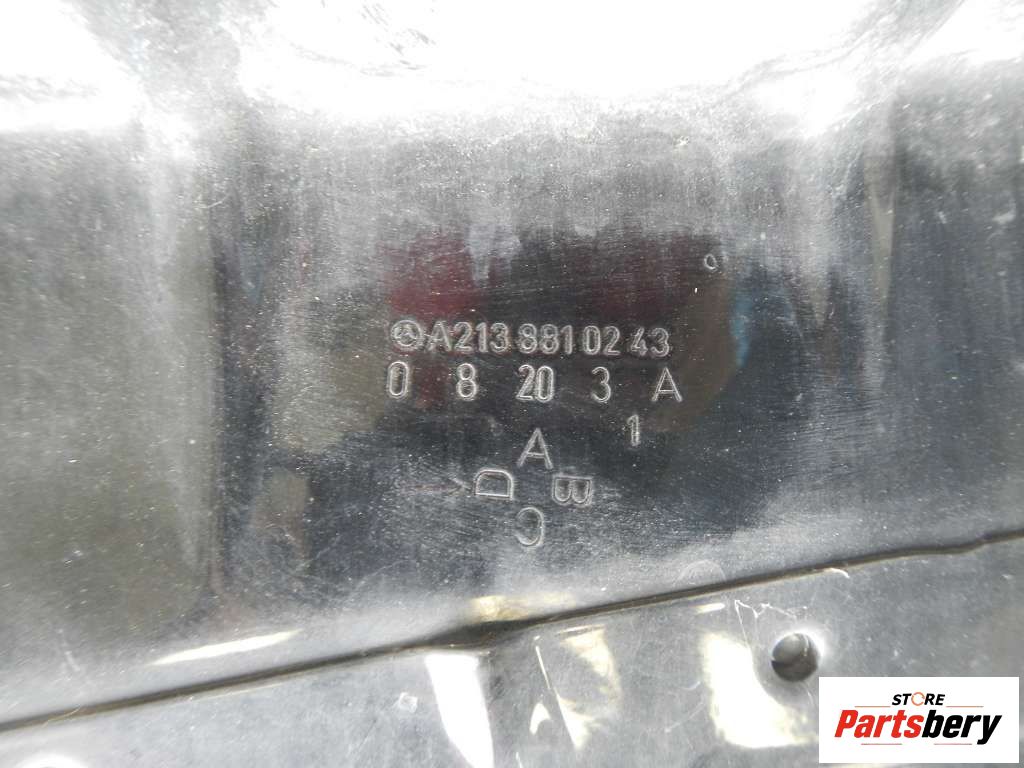 A213 881 02 43
0 8 20 3 A
1
A
D B
C
STORE
Partsbery